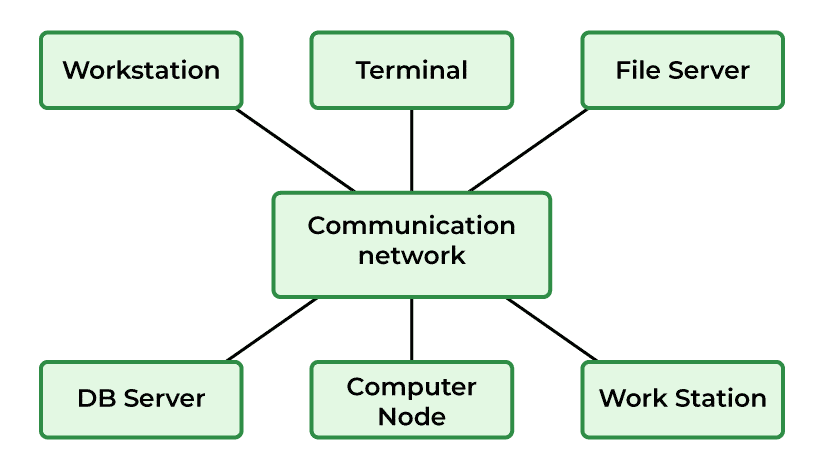 Workstation
Terminal
File Server
Communication
network
DB Server
Computer
Node
Work Station